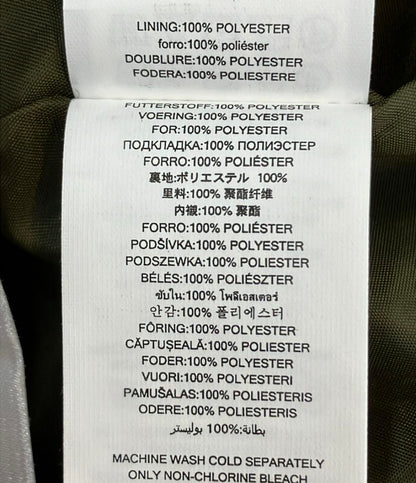 LINING:100% POLYESTER
forro:100% poliéster
DOUBLURE:100% POLYESTER
FODERA:100% POLIESTERE
FUTTERSTOFF:100% POLYESTER
VOERING:100% POLYESTER
FOR:100% POLYESTER
ПОДКЛАДКА:100% ПОЛИЭСТЕР
FORRO:100% POLIÉSTER
裏地:ポリエステル 100%
里料:100% 聚酯纤维
内襯:100% 聚酯
FORRO:100% POLIÉSTER
PODŠÍVKA:100% POLYESTER
PODSZEWKA:100% POLIESTER
BÉLÉS:100% POLIÉSZTER
ซับใน:100% โพลีเอสเตอร์
안감:100% 폴리에스터
FÔRING:100% POLYESTER
CĂPTUŞEALĂ:100% POLIESTER
FODER:100% POLYESTER
VUORI:100% POLYESTERI
PAMUŠALAS:100% POLIESTERIS
ODERE:100% POLIESTERIS
بطانة:100% بوليستر
MACHINE WASH COLD SEPARATELY
ONLY NON-CHLORINE BLEACH